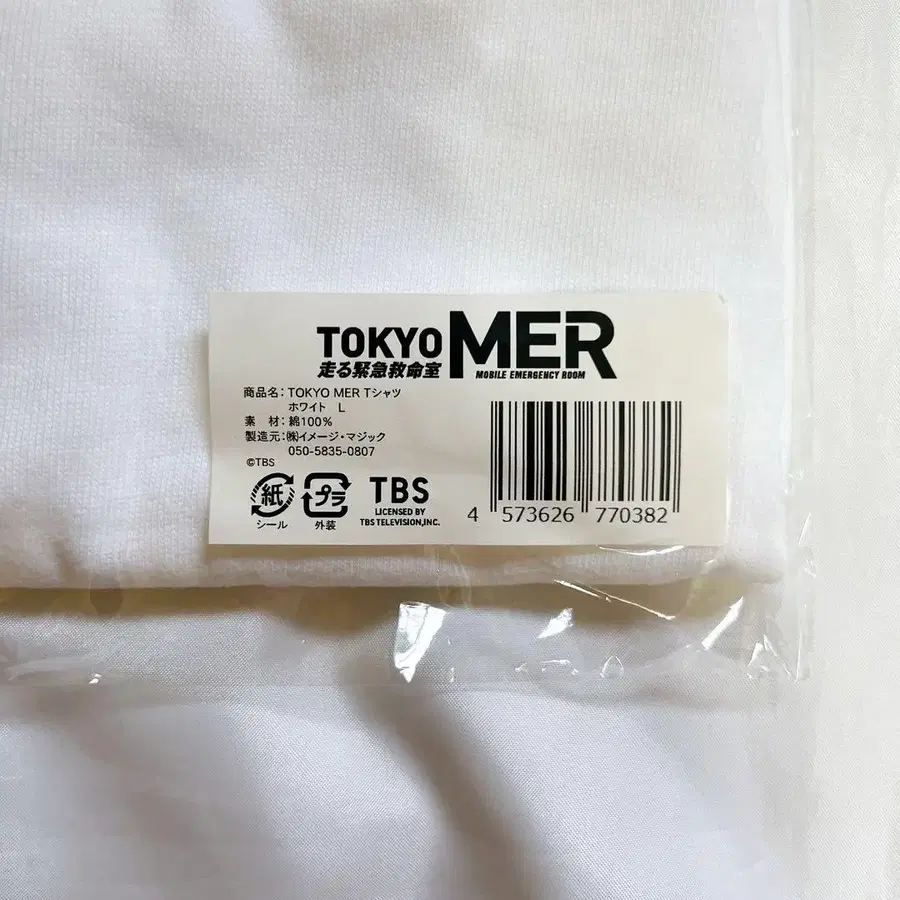 TOKYO MER
走る緊急救命室
MOBILE EMERGENCY ROOM
商品名：TOKYO MER Tシャツ
ホワイト L
素 材：綿100％
製造元：㈱イメージ・マジック
050-5835-0807
©TBS
紙
シール
プラ
外装
TBS
LICENSED BY
TBS TELEVISION,INC.
4 573626 770382